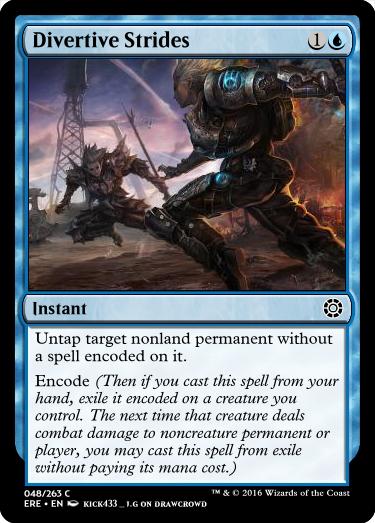 Divertive Strides 1
Instant
Untap target nonland permanent without
a spell encoded on it.
Encode (Then if you cast this spell from your
hand, exile it encoded on a creature you
control. The next time that creature deals
combat damage to noncreature permanent or
player, you may cast this spell from exile
without paying its mana cost.)
048/263 C
ERE • EN KICK433_ I.G ON DRAWCROWD ™ & © 2016 Wizards of the Coast